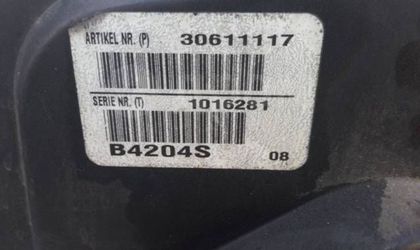 ARTIKEL NR. (P) 30611117
SERIE NR. (T) 1016281
B4204S 08